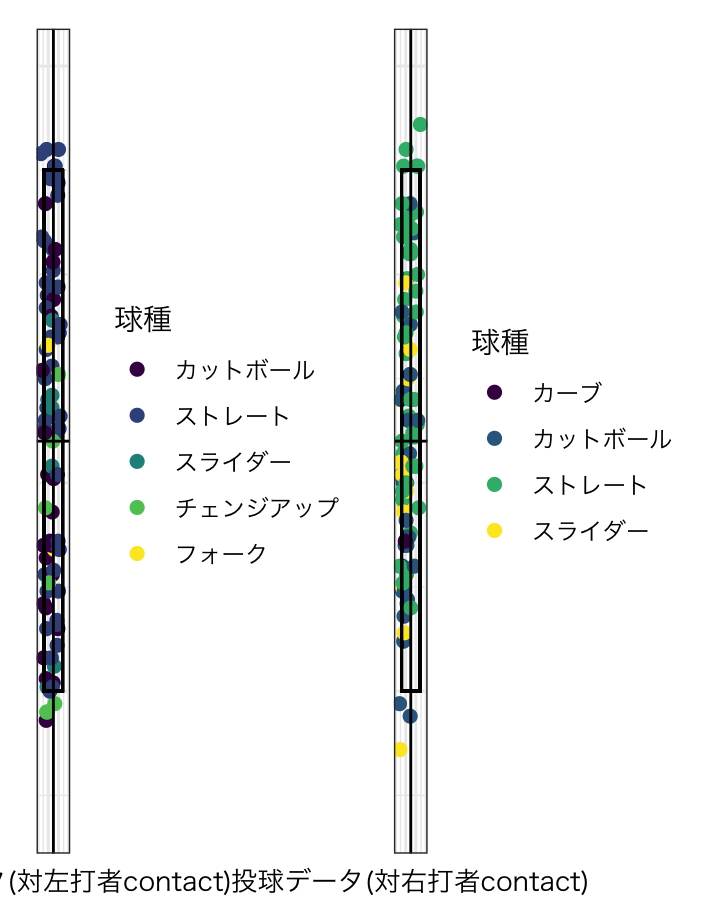 球種
カットボール
ストレート
スライダー
チェンジアップ
フォーク
球種
カーブ
カットボール
ストレート
スライダー
(対左打者contact)投球データ(対右打者contact)